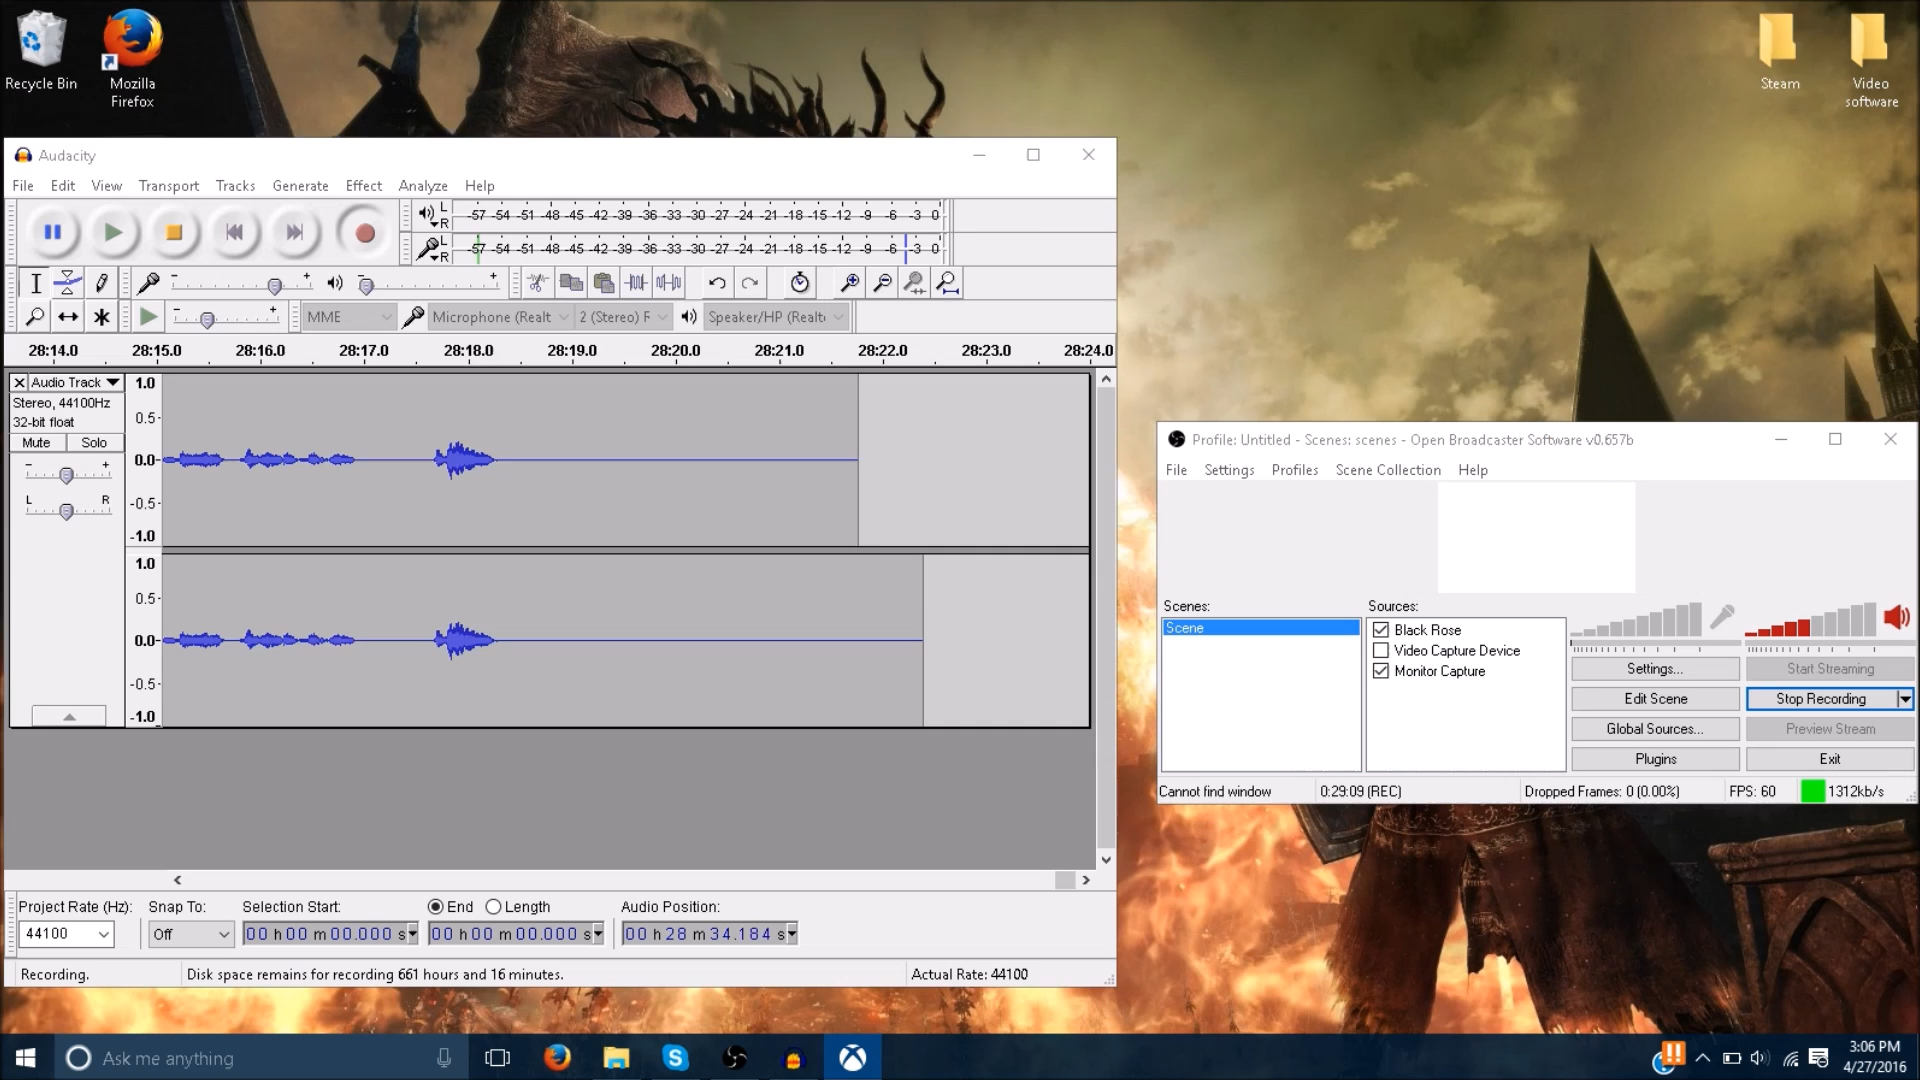 Recycle Bin
Mozilla
Firefox
Steam
Video
software
Audacity
File Edit View Transport Tracks Generate Effect Analyze Help
L
R
-57 -54 -51 -48 -45 -42 -39 -36 -33 -30 -27 -24 -21 -18 -15 -12 -9 -6 -3 0
L
R
-57 -54 -51 -48 -45 -42 -39 -36 -33 -30 -27 -24 -21 -18 -15 -12 -9 -6 -3 0
- + - +
- + MME Microphone (Realt 2 (Stereo) F Speaker/HP (Realt
28:14.0 28:15.0 28:16.0 28:17.0 28:18.0 28:19.0 28:20.0 28:21.0 28:22.0 28:23.0 28:24.0
Audio Track
Stereo, 44100Hz
32-bit float
Mute Solo
- +
L R
1.0
0.5
0.0
-0.5
-1.0
1.0
0.5
0.0
-0.5
-1.0
Project Rate (Hz): Snap To: Selection Start: End Length Audio Position:
44100 Off 00 h 00 m 00.000 s 00 h 00 m 00.000 s 00 h 28 m 34.184 s
Recording. Disk space remains for recording 661 hours and 16 minutes. Actual Rate: 44100
Profile: Untitled - Scenes: scenes - Open Broadcaster Software v0.657b
File Settings Profiles Scene Collection Help
Scenes: Sources:
Scene
Black Rose
Video Capture Device
Monitor Capture
Settings... Start Streaming
Edit Scene Stop Recording
Global Sources... Preview Stream
Plugins Exit
Cannot find window 0:29:09 (REC) Dropped Frames: 0 (0.00%) FPS: 60 1312kb/s
Ask me anything
3:06 PM
4/27/2016